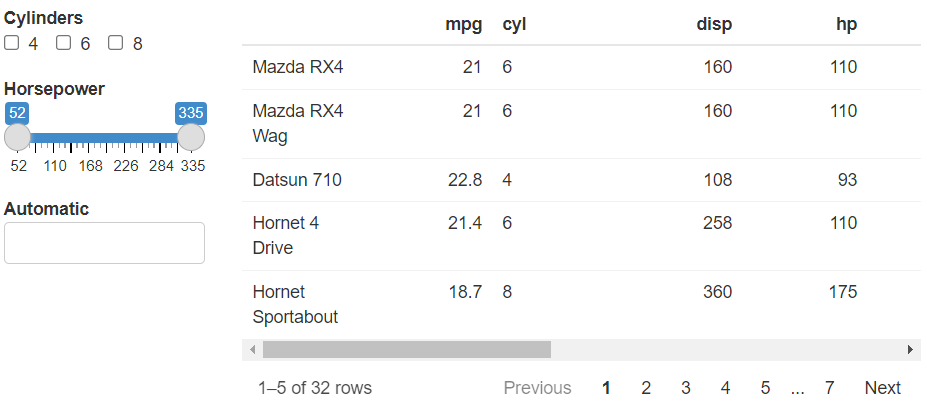 Cylinders
4 6 8
Horsepower
52 335
52 110 168 226 284 335
Automatic
mpg cyl disp hp
Mazda RX4 21 6 160 110
Mazda RX4 21 6 160 110
Wag
Datsun 710 22.8 4 108 93
Hornet 4 21.4 6 258 110
Drive
Hornet 18.7 8 360 175
Sportabout
1–5 of 32 rows Previous 1 2 3 4 5 ... 7 Next